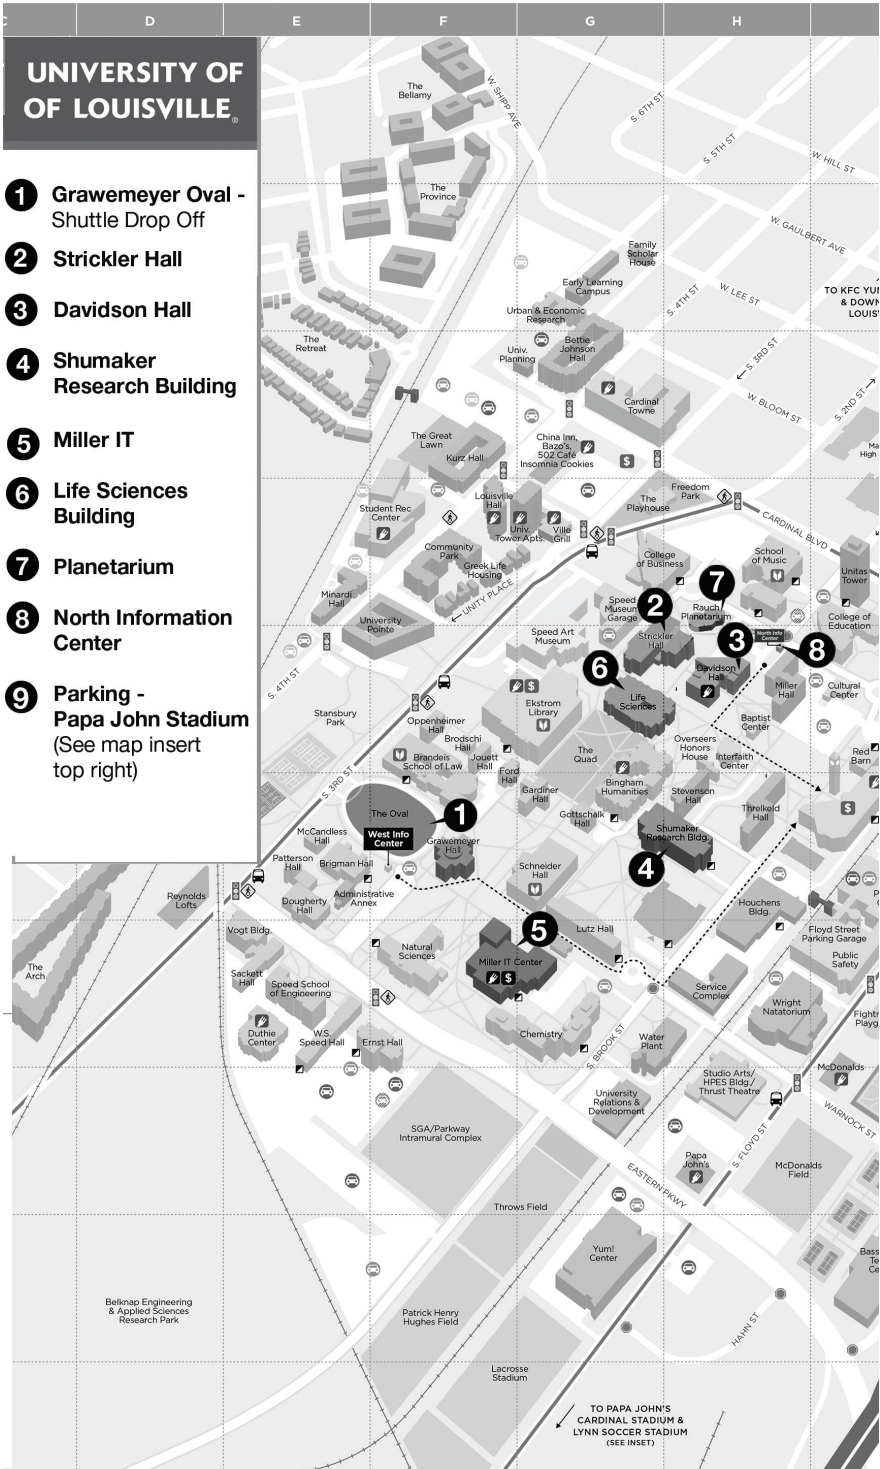 C
D
E
F
G
H
UNIVERSITY OF
OF LOUISVILLE®
1 Grawemeyer Oval -
Shuttle Drop Off
2 Strickler Hall
3 Davidson Hall
4 Shumaker
Research Building
5 Miller IT
6 Life Sciences
Building
7 Planetarium
8 North Information
Center
9 Parking -
Papa John Stadium
(See map insert
top right)
The
Bellamy
W. SHIPP AVE
S. 6TH ST
S. 5TH ST
W. HILL ST
The
Province
W. GAULBERT AVE
Family
Scholar
House
Early Learning
Campus
W. LEE ST
S. 4TH ST
TO KFC YU
& DOWN
LOUIS
Urban & Economic
Research
The
Retreat
Univ.
Planning
Bettie
Johnson
Hall
S. 3RD ST
S. 2ND ST
W. BLOOM ST
Cardinal
Towne
The Great
Lawn
Kurz Hall
China Inn,
Bazo's,
502 Café
Insomnia Cookies
$
Ma
High
Student Rec
Center
Louisville
Hall
Univ.
Tower Apts.
Ville
Grill
The
Playhouse
Freedom
Park
CARDINAL BLVD
Community
Park
Greek Life
Housing
UNITY PLACE
College
of Business
School
of Music
Unitas
Tower
7
Minardi
Hall
University
Pointe
Speed
Museum
Garage
2
Rauch
Planetarium
College of
Education
Speed Art
Museum
Strickler
Hall
3
North Info
Center
8
6
Davidson
Hall
S. 4TH ST
Life
Sciences
Miller
Hall
Cultural
Center
$
Ekstrom
Library
Stansbury
Park
Oppenheimer
Hall
Baptist
Center
Brodschi
Hall
Brandeis
School of Law
Jouett
Hall
Ford
Hall
The
Quad
Overseers
Honors
House
Interfaith
Center
Red
Barn
S. 3RD ST
Gardiner
Hall
Bingham
Humanities
Stevenson
Hall
The Oval
1
Gottschalk
Hall
Threlkeld
Hall
$
McCandless
Hall
West Info
Center
Grawemeyer
Hall
Shumaker
Research Bldg.
4
Patterson
Hall
Brigman Hall
Schneider
Hall
Reynolds
Lofts
Dougherty
Hall
Administrative
Annex
Houchens
Bldg.
Vogt Bldg.
5
Lutz Hall
Floyd Street
Parking Garage
The
Arch
Natural
Sciences
Miller IT Center
$
Public
Safety
Sackett
Hall
Speed School
of Engineering
Service
Complex
Wright
Natatorium
Fight
Playg
Duthie
Center
W.S.
Speed Hall
Ernst Hall
Chemistry
S. BROOK ST
Water
Plant
Studio Arts/
HPES Bldg./
Thrust Theatre
McDonalds
University
Relations &
Development
WARNOCK ST
SGA/Parkway
Intramural Complex
Papa
John's
S. FLOYD ST
McDonalds
Field
EASTERN PKWY
Throws Field
Yum!
Center
Bass
Te
Ce
Belknap Engineering
& Applied Sciences
Research Park
Patrick Henry
Hughes Field
HAHN ST
Lacrosse
Stadium
TO PAPA JOHN'S
CARDINAL STADIUM &
LYNN SOCCER STADIUM
(SEE INSET)